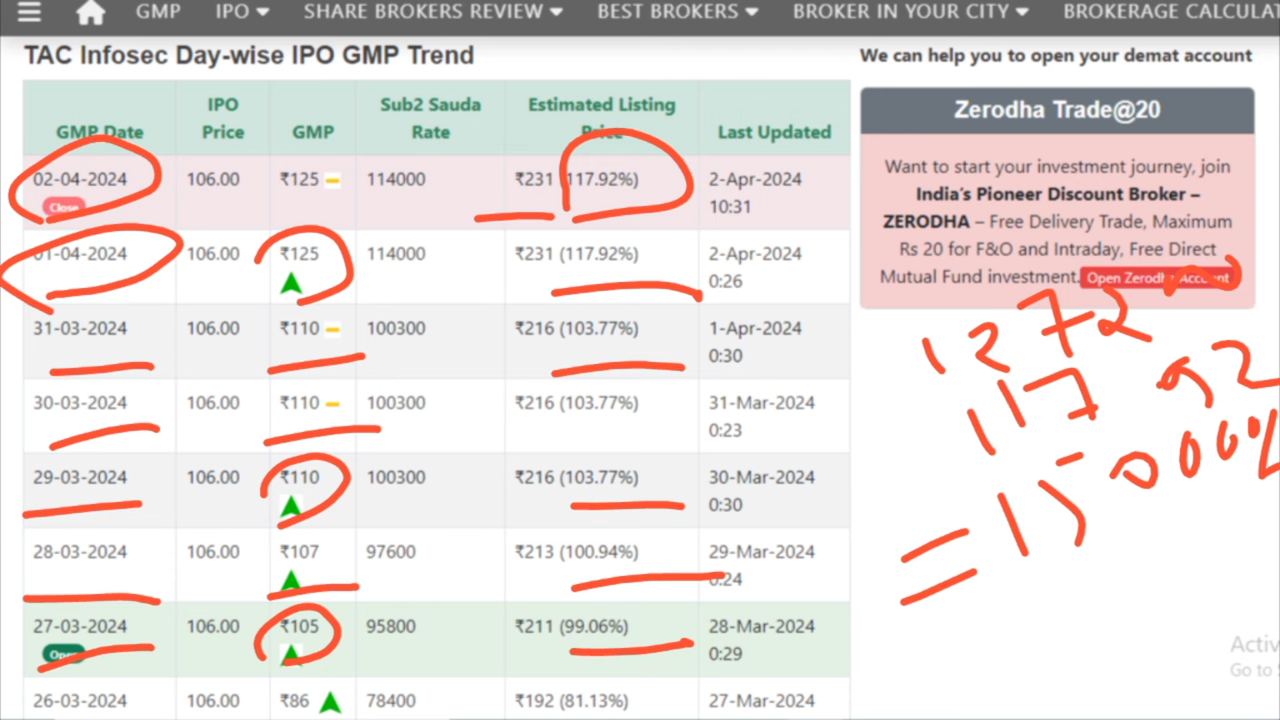 GMP IPO SHARE BROKERS REVIEW BEST BROKERS BROKER IN YOUR CITY BROKERAGE CALCULAT
TAC Infosec Day-wise IPO GMP Trend
GMP Date IPO Price GMP Sub2 Sauda Rate Estimated Listing Price Last Updated
02-04-2024 Close 106.00 ₹125 114000 ₹231 (117.92%) 2-Apr-2024 10:31
01-04-2024 106.00 ₹125 114000 ₹231 (117.92%) 2-Apr-2024 0:26
31-03-2024 106.00 ₹110 100300 ₹216 (103.77%) 1-Apr-2024 0:30
30-03-2024 106.00 ₹110 100300 ₹216 (103.77%) 31-Mar-2024 0:23
29-03-2024 106.00 ₹110 100300 ₹216 (103.77%) 30-Mar-2024 0:30
28-03-2024 106.00 ₹107 97600 ₹213 (100.94%) 29-Mar-2024 0:24
27-03-2024 Open 106.00 ₹105 95800 ₹211 (99.06%) 28-Mar-2024 0:29
26-03-2024 106.00 ₹86 78400 ₹192 (81.13%) 27-Mar-2024
We can help you to open your demat account
Zerodha Trade@20
Want to start your investment journey, join
India's Pioneer Discount Broker –
ZERODHA – Free Delivery Trade, Maximum
Rs 20 for F&O and Intraday, Free Direct
Mutual Fund investment. Open Zerodha Account
1272
117 92
Activ
Go to